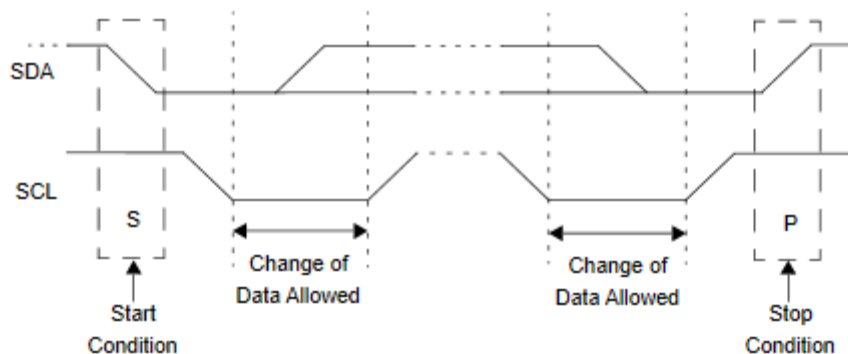 SDA
SCL
S
P
Change of
Data Allowed
Change of
Data Allowed
Start
Condition
Stop
Condition